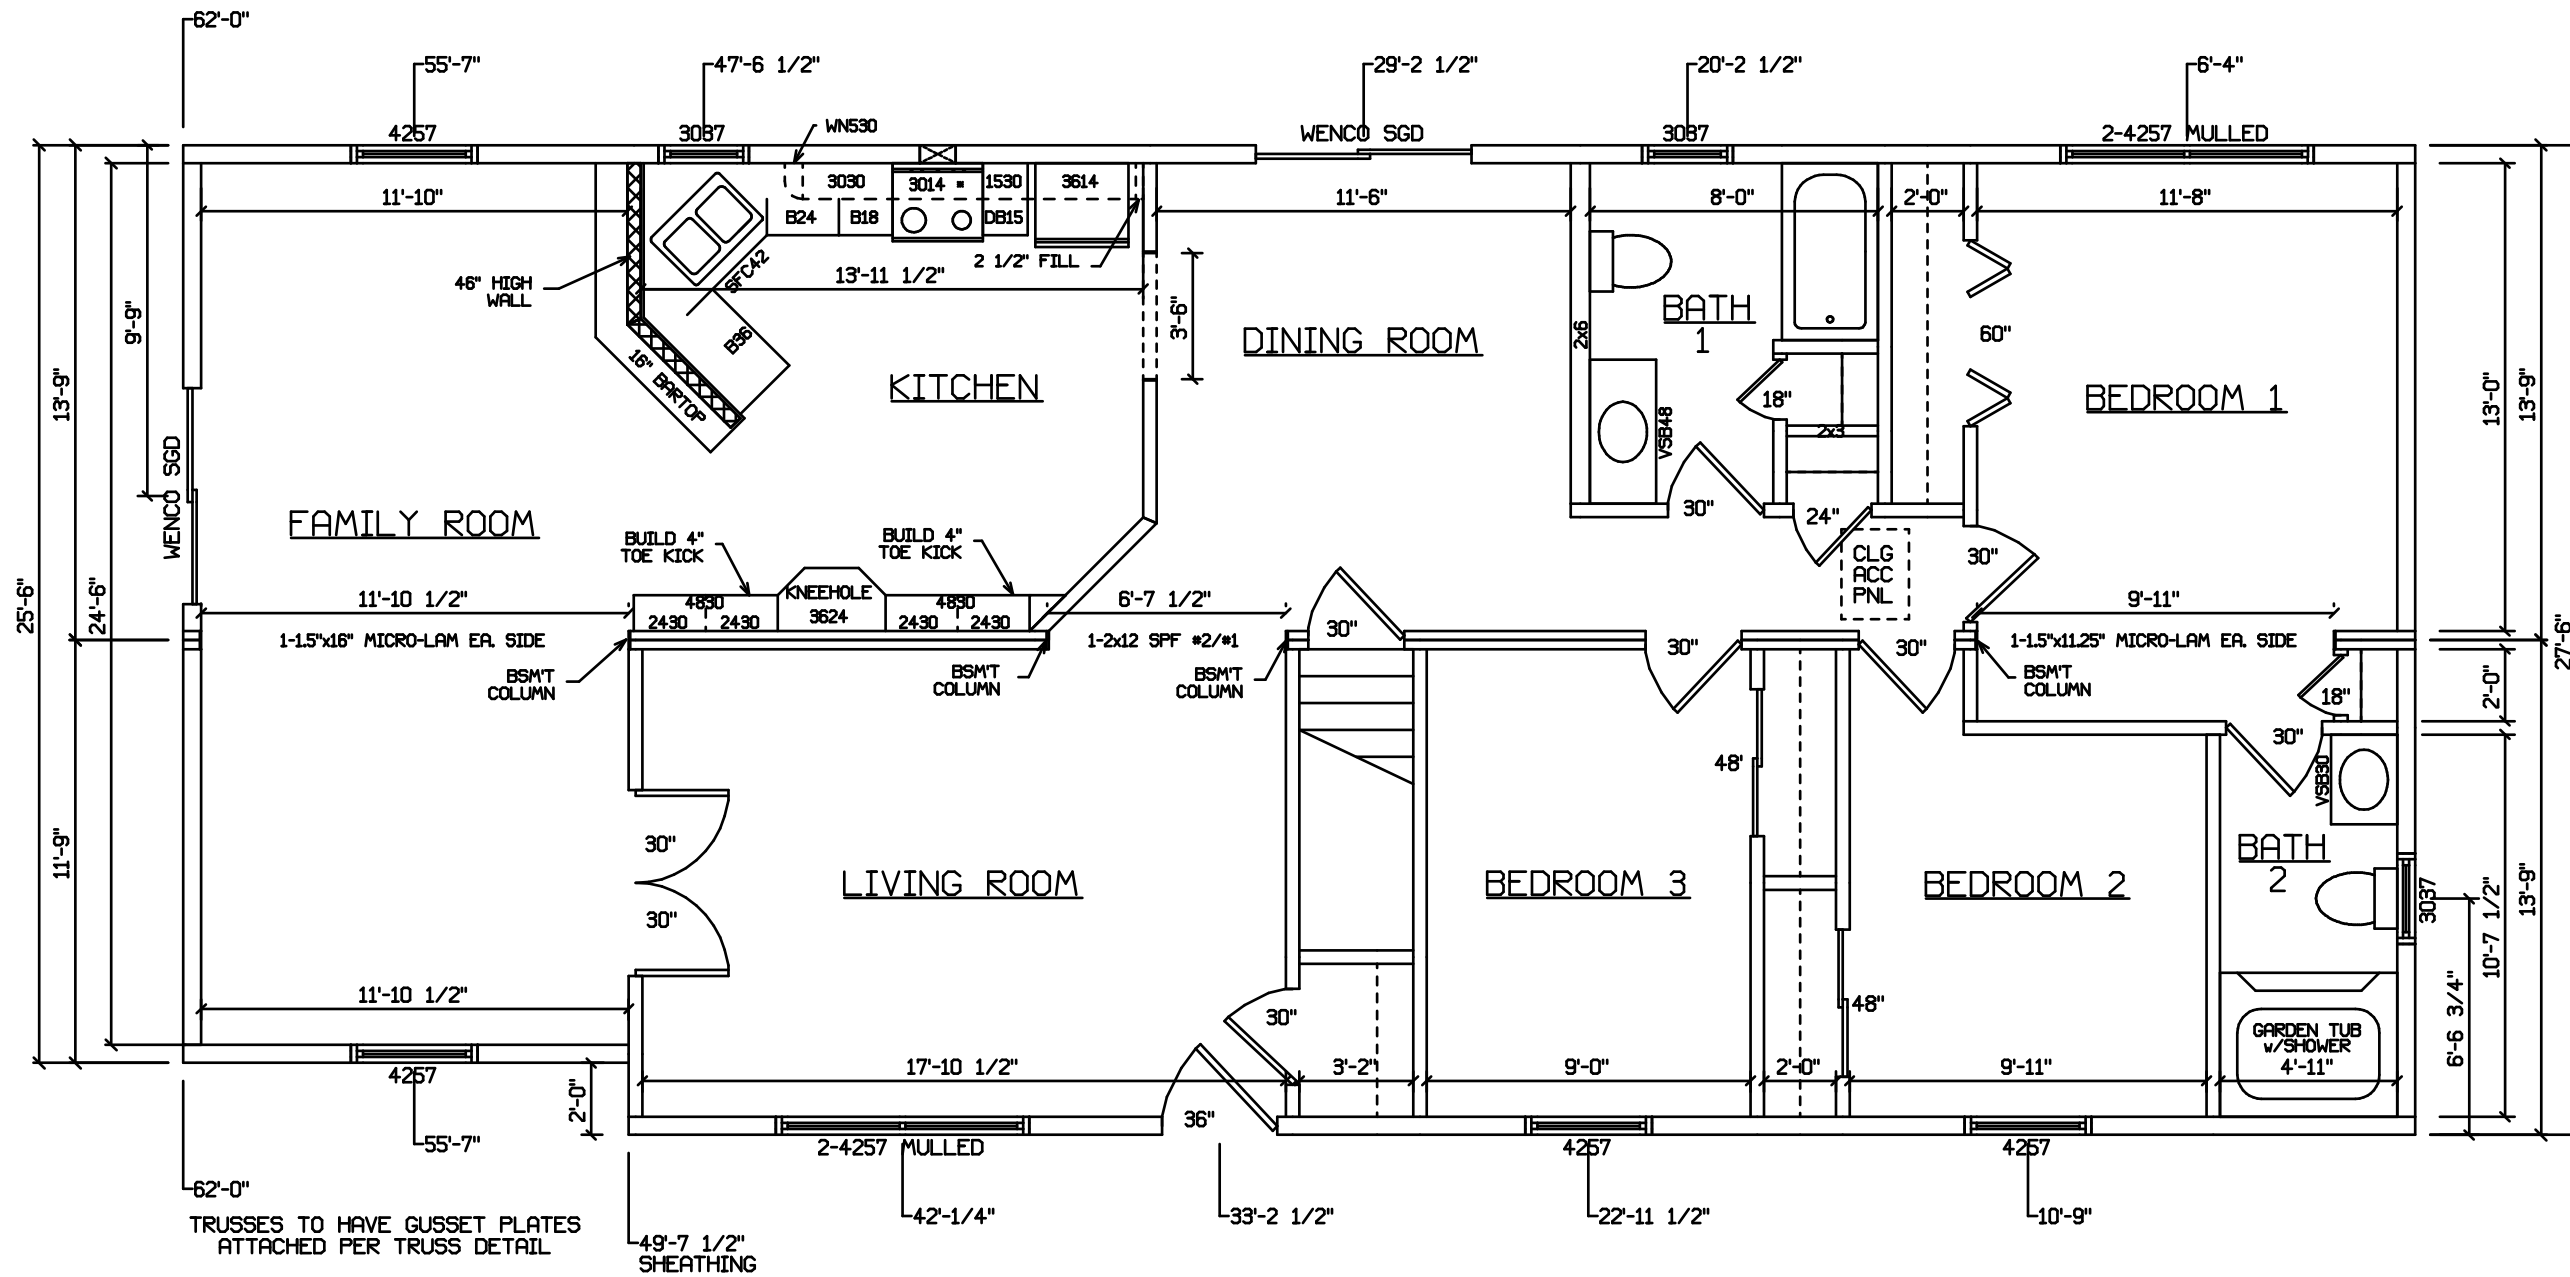 62'-0"
55'-7"
47'-6 1/2"
29'-2 1/2"
20'-2 1/2"
6'-4"
4257
3037
WN530
WENCO SGD
3037
2-4257 MULLED
11'-10"
3030
3014
1530
3614
B24
B18
DB15
11'-6"
8'-0"
2'-0"
11'-8"
46" HIGH
WALL
SFC42
13'-11 1/2"
2 1/2" FILL
9'-9"
3'-6"
B36
16" BARTOP
KITCHEN
DINING ROOM
2x6
BATH
1
60"
18"
VSB48
2x3
BEDROOM 1
13'-9"
13'-0"
13'-9"
WENCO SGD
FAMILY ROOM
BUILD 4"
TOE KICK
BUILD 4"
TOE KICK
30"
24"
CLG
ACC
PNL
30"
25'-6"
24'-6"
11'-10 1/2"
4830
2430
2430
KNEEHOLE
3624
4830
2430
2430
6'-7 1/2"
30"
9'-11"
1-1.5"x16" MICRO-LAM EA. SIDE
1-2x12 SPF #2/#1
30"
30"
1-1.5"x11.25" MICRO-LAM EA. SIDE
27'-6"
BSM'T
COLUMN
BSM'T
COLUMN
BSM'T
COLUMN
BSM'T
COLUMN
18"
2'-0"
30"
48'
VSB30
11'-9"
30"
30"
LIVING ROOM
BEDROOM 3
BEDROOM 2
BATH
2
3037
10'-7 1/2"
13'-9"
6'-6 3/4"
11'-10 1/2"
30"
48"
GARDEN TUB
w/SHOWER
4'-11"
17'-10 1/2"
3'-2"
9'-0"
2'-0"
9'-11"
4257
2'-0"
36"
55'-7"
2-4257 MULLED
4257
4257
62'-0"
42'-1/4"
33'-2 1/2"
22'-11 1/2"
10'-9"
TRUSSES TO HAVE GUSSET PLATES
ATTACHED PER TRUSS DETAIL
49'-7 1/2"
SHEATHING